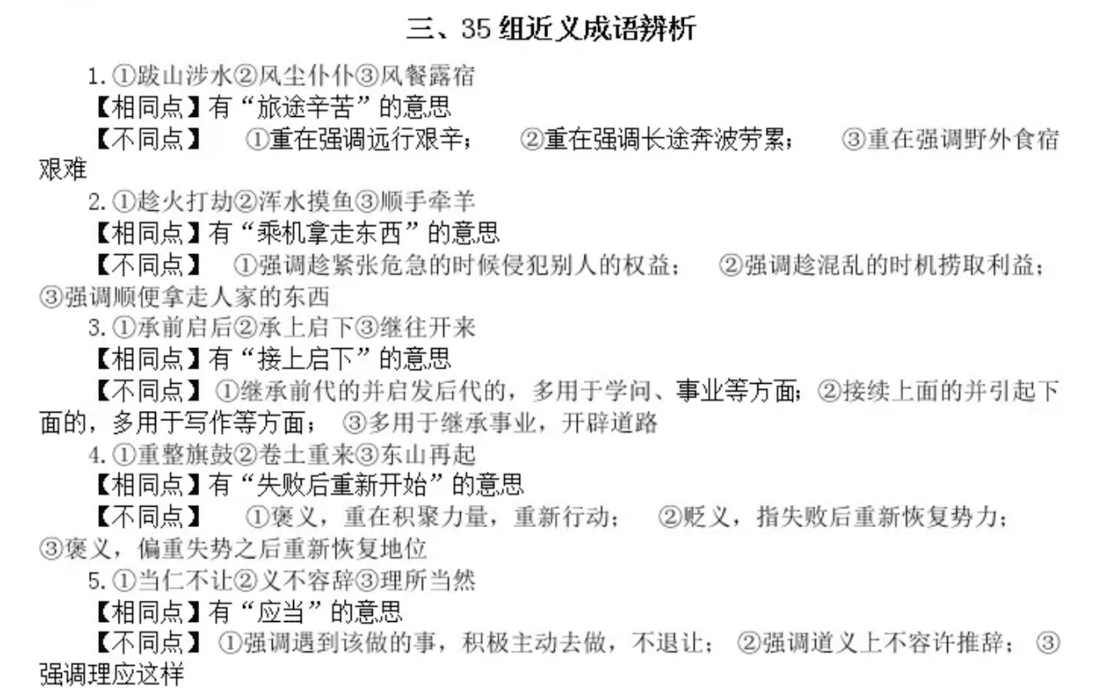 三、35组近义成语辨析
1.①跋山涉水②风尘仆仆③风餐露宿
【相同点】有“旅途辛苦”的意思
【不同点】 ①重在强调远行艰辛； ②重在强调长途奔波劳累； ③重在强调野外食宿
艰难
2.①趁火打劫②浑水摸鱼③顺手牵羊
【相同点】有“乘机拿走东西”的意思
【不同点】 ①强调趁紧张危急的时候侵犯别人的权益； ②强调趁混乱的时机捞取利益；
③强调顺便拿走人家的东西
3.①承前启后②承上启下③继往开来
【相同点】有“接上启下”的意思
【不同点】①继承前代的并启发后代的，多用于学问、事业等方面；②接续上面的并引起下
面的，多用于写作等方面； ③多用于继承事业，开辟道路
4.①重整旗鼓②卷土重来③东山再起
【相同点】有“失败后重新开始”的意思
【不同点】 ①褒义，重在积聚力量，重新行动； ②贬义，指失败后重新恢复势力；
③褒义，偏重失势之后重新恢复地位
5.①当仁不让②义不容辞③理所当然
【相同点】有“应当”的意思
【不同点】①强调遇到该做的事，积极主动去做，不退让； ②强调道义上不容许推辞； ③
强调理应这样